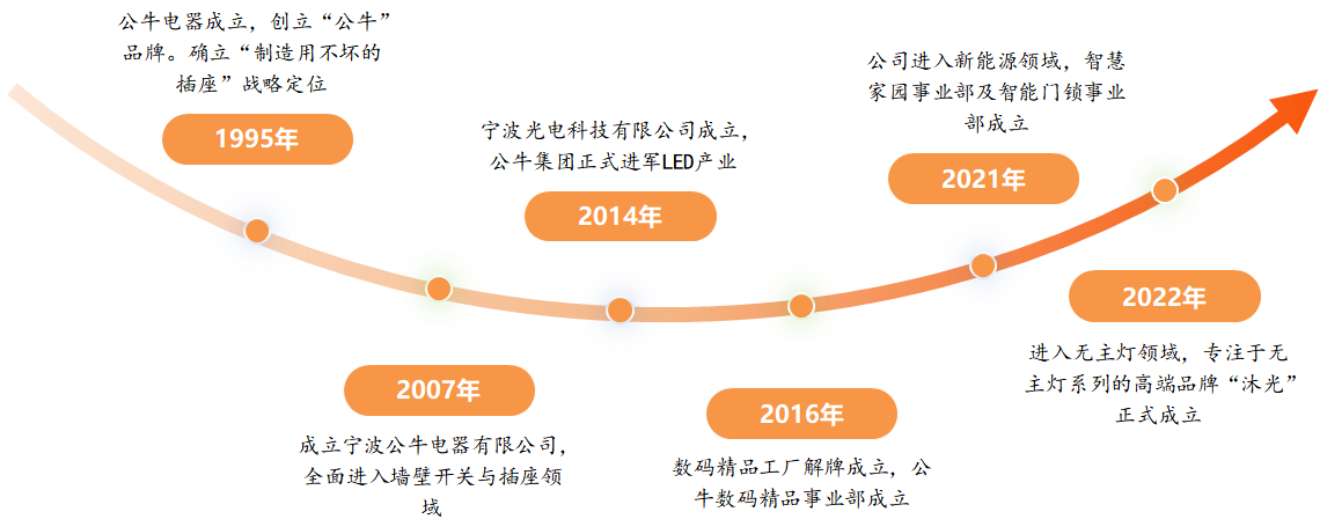 公牛电器成立，创立“公牛”
品牌。确立“制造用不坏的
插座”战略定位
1995年
成立宁波公牛电器有限公司，
全面进入墙壁开关与插座领
域
2007年
宁波光电科技有限公司成立，
公牛集团正式进军LED产业
2014年
数码精品工厂解牌成立，公
牛数码精品事业部成立
2016年
公司进入新能源领域，智慧
家园事业部及智能门锁事业
部成立
2021年
2022年
进入无主灯领域，专注于无
主灯系列的高端品牌“沐光”
正式成立